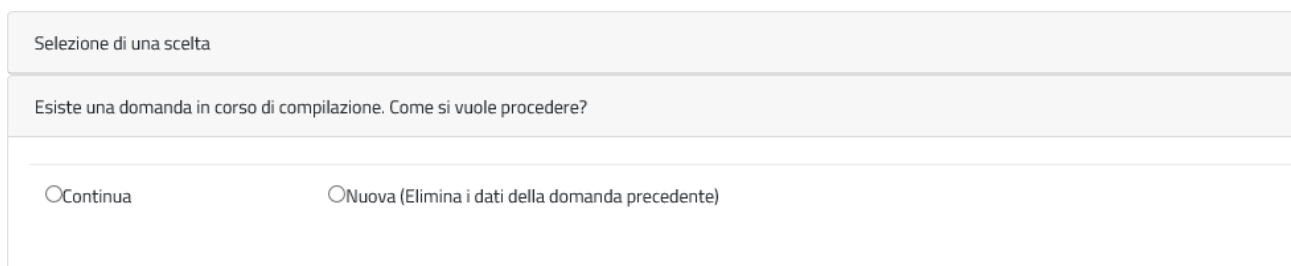 Selezione di una scelta
Esiste una domanda in corso di compilazione. Come si vuole procedere?
Continua
Nuova (Elimina i dati della domanda precedente)